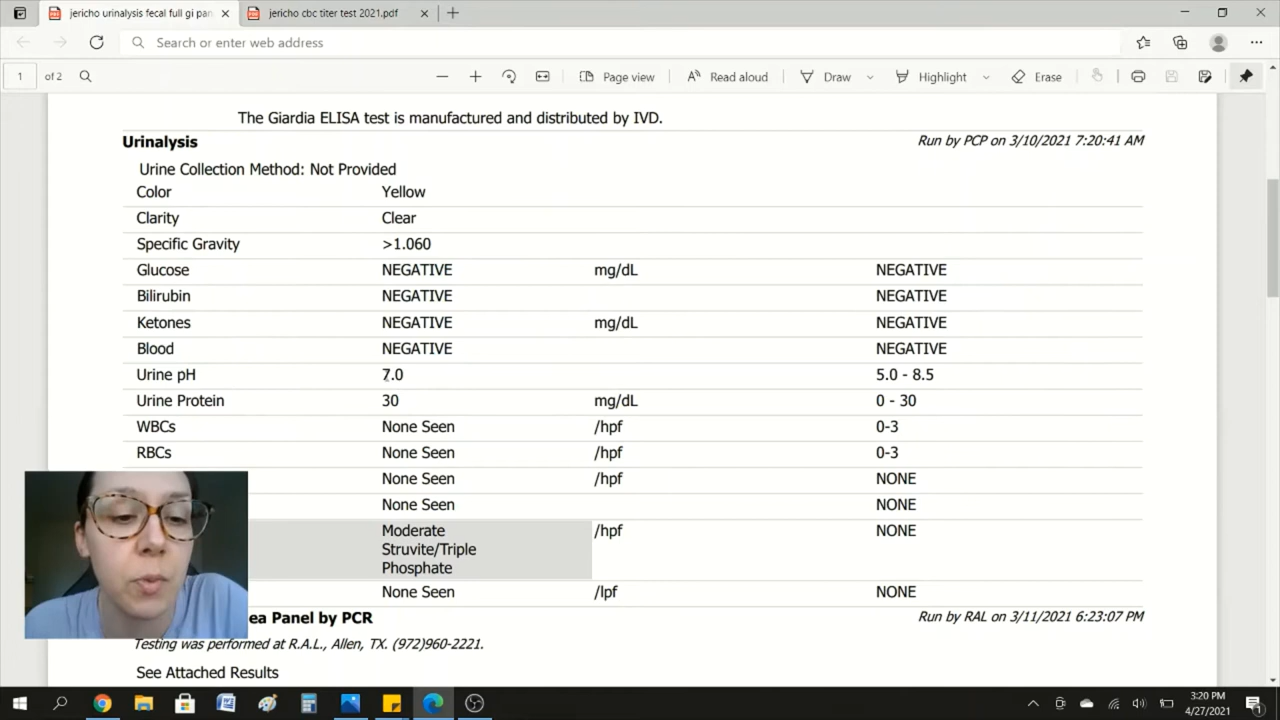 jericho urinalysis fecal full gi pan
jericho cbc titer test 2021.pdf
Search or enter web address
1 of 2 Page view Read aloud Draw Highlight Erase
The Giardia ELISA test is manufactured and distributed by IVD.
Urinalysis Run by PCP on 3/10/2021 7:20:41 AM
Urine Collection Method: Not Provided
Color Yellow
Clarity Clear
Specific Gravity >1.060
Glucose NEGATIVE mg/dL NEGATIVE
Bilirubin NEGATIVE NEGATIVE
Ketones NEGATIVE mg/dL NEGATIVE
Blood NEGATIVE NEGATIVE
Urine pH 7.0 5.0 - 8.5
Urine Protein 30 mg/dL 0 - 30
WBCs None Seen /hpf 0-3
RBCs None Seen /hpf 0-3
None Seen /hpf NONE
None Seen NONE
Moderate /hpf NONE
Struvite/Triple
Phosphate
None Seen /lpf NONE
ea Panel by PCR Run by RAL on 3/11/2021 6:23:07 PM
Testing was performed at R.A.L., Allen, TX. (972)960-2221.
See Attached Results
3:20 PM
4/27/2021